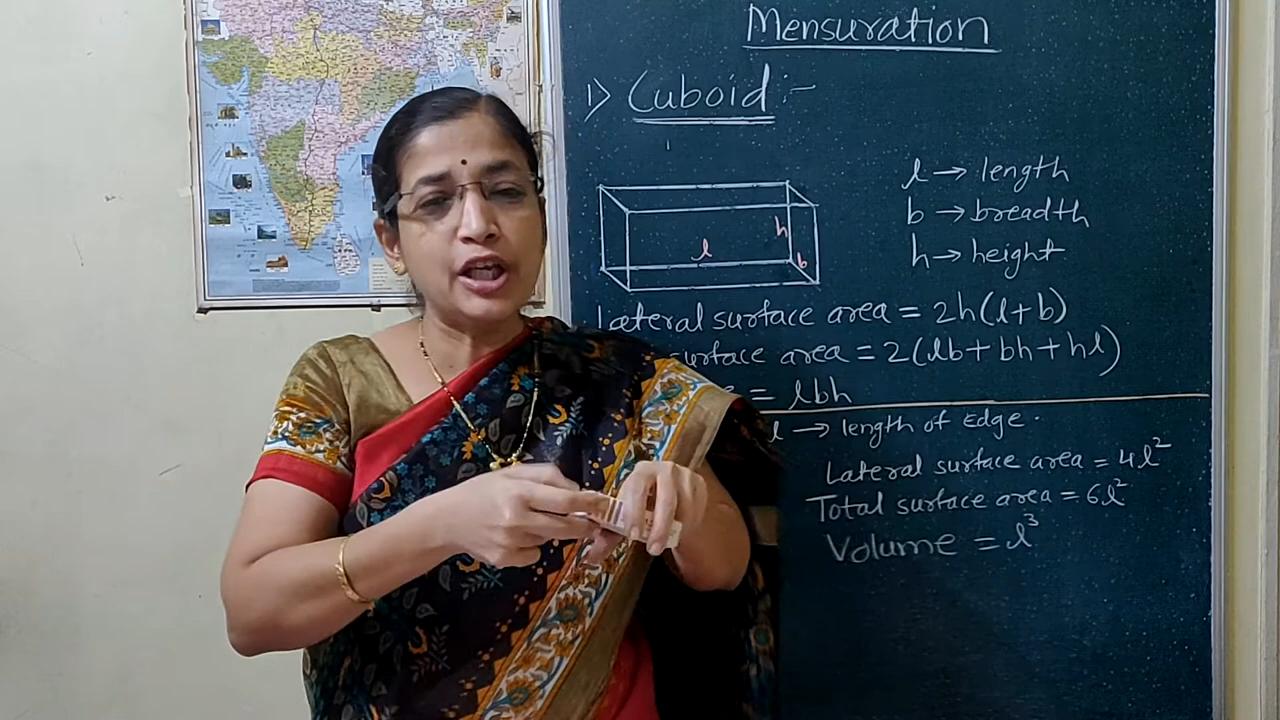 Mensuration
1) Cuboid :-
l → length
b → breadth
h → height
h
l
b
Lateral surface area = 2h(l+b)
surface area = 2(lb+bh+hl)
= lbh
l → length of Edge.
Lateral surface area = 4l²
Total surface area = 6l²
Volume = l³